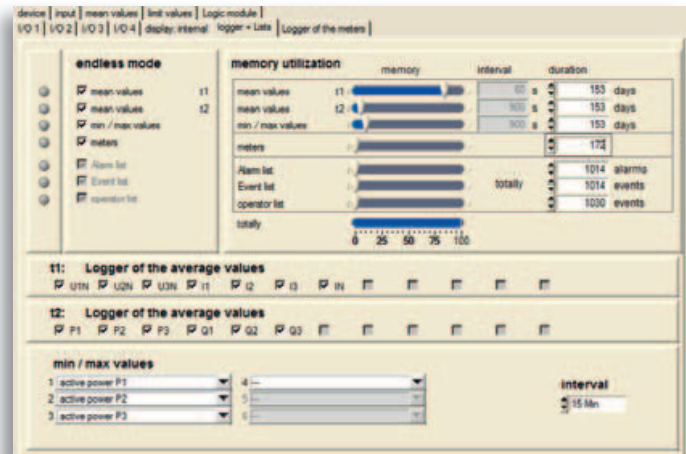 device | input | mean values | limit values | Logic module |
I/O 1 | I/O 2 | I/O 3 | I/O 4 | display: internal logger + Lists | Logger of the meters |
endless mode memory utilization memory interval duration
mean values t1 mean values t1 60 s 153 days
mean values t2 mean values t2 900 s 153 days
min / max values min / max values 900 s 153 days
meters meters 172
Alarm list Alarm list 1014 alarms
Event list Event list totally 1014 events
operator list operator list 1030 events
totally
0 25 50 75 100
t1: Logger of the average values
U1N U2N U3N I1 I2 I3 IN
t2: Logger of the average values
P1 P2 P3 Q1 Q2 Q3
min / max values
1 active power P1 4 --- interval
2 active power P2 5 --- 15 Min
3 active power P3 6 ---